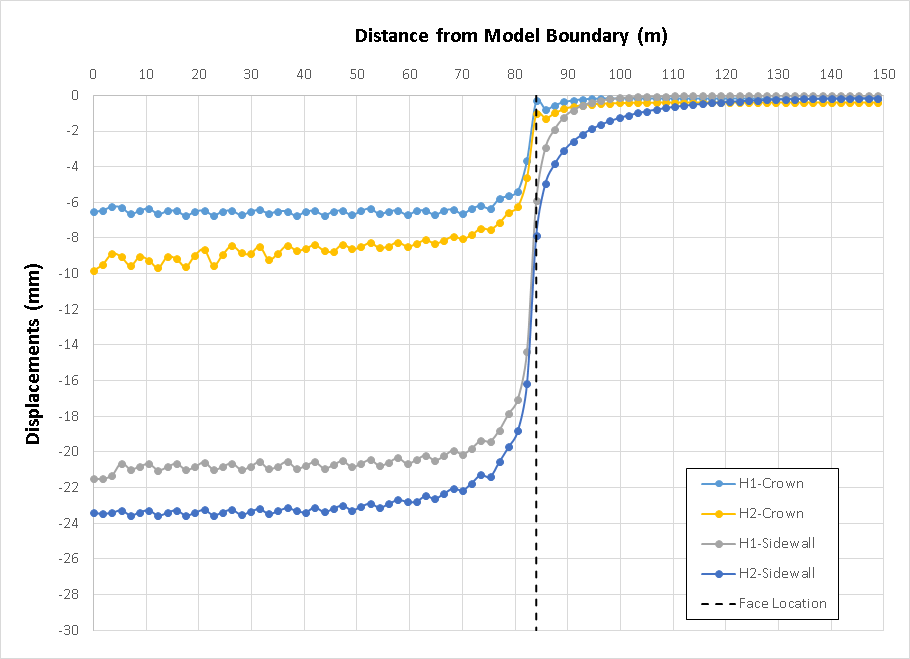 Distance from Model Boundary (m)
0 10 20 30 40 50 60 70 80 90 100 110 120 130 140 150
0
-2
-4
-6
-8
-10
-12
-14
-16
-18
-20
-22
-24
-26
-28
-30
Displacements (mm)
H1-Crown
H2-Crown
H1-Sidewall
H2-Sidewall
Face Location